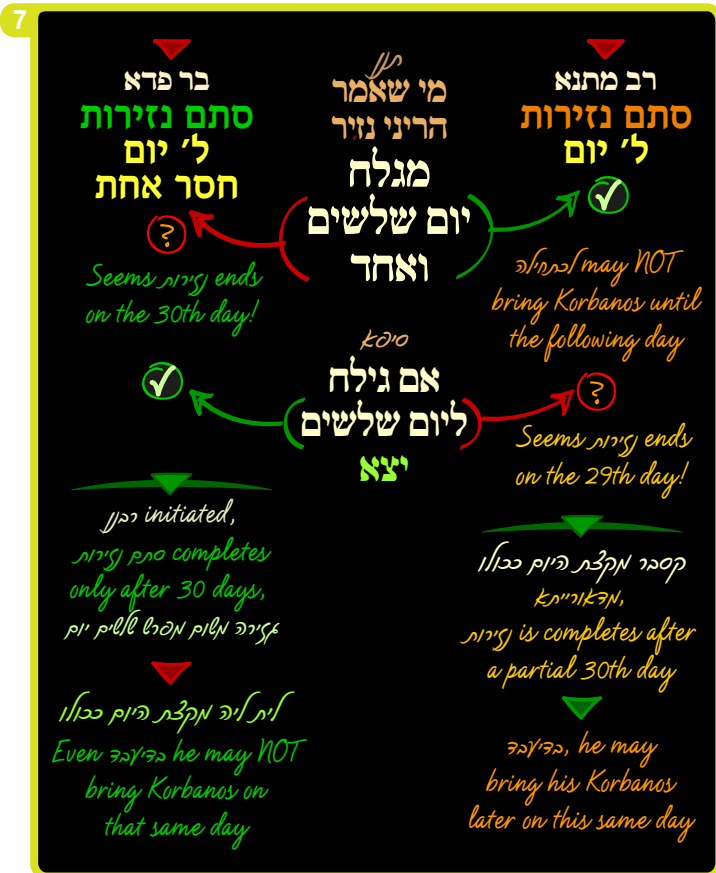 7
תנן
מי שאמר
הריני נזיר
מגלח
יום שלשים
ואחד
רב מתנא
סתם נזירות
ל׳ יום
לכתחילה may NOT
bring Korbanos until
the following day
בר פדא
סתם נזירות
ל׳ יום
חסר אחת
?
Seems נזירות ends
on the 30th day!
סיפא
אם גילח
ליום שלשים
יצא
?
Seems נזירות ends
on the 29th day!
קסבר מקצת היום ככולו
מדאורייתא,
נזירות is completes after
a partial 30th day
בדיעבד, he may
bring his Korbanos
later on this same day
רבנן initiated,
סתם נזירות completes
only after 30 days,
גזירה משום מפרש שלשים יום
לית ליה מקצת היום ככולו
Even בדיעבד he may NOT
bring Korbanos on
that same day